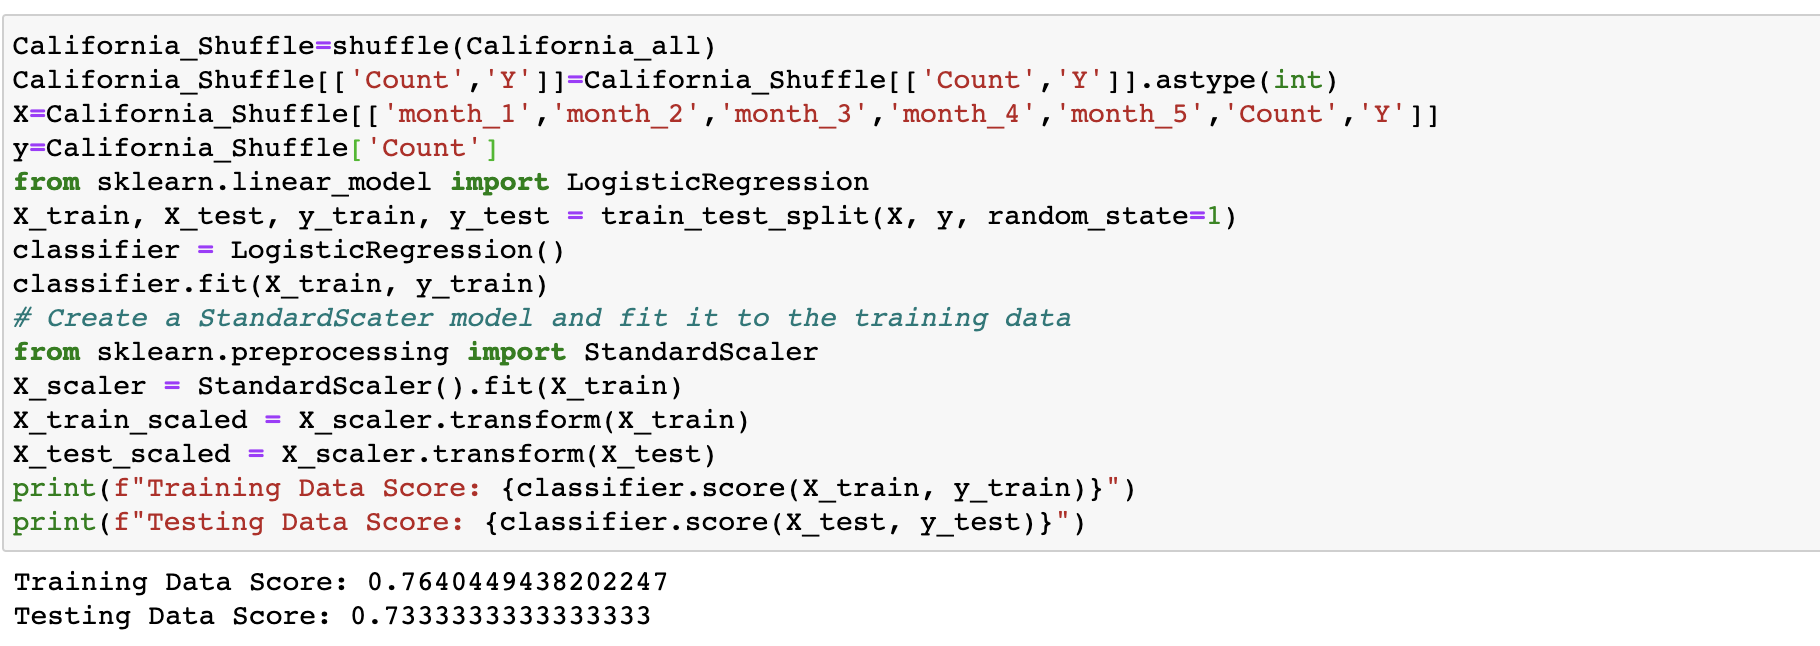 California_Shuffle=shuffle(California_all)
California_Shuffle[['Count','Y']]=California_Shuffle[['Count','Y']].astype(int)
X=California_Shuffle[['month_1','month_2','month_3','month_4','month_5','Count','Y']]
y=California_Shuffle['Count']
from sklearn.linear_model import LogisticRegression
X_train, X_test, y_train, y_test = train_test_split(X, y, random_state=1)
classifier = LogisticRegression()
classifier.fit(X_train, y_train)
# Create a StandardScater model and fit it to the training data
from sklearn.preprocessing import StandardScaler
X_scaler = StandardScaler().fit(X_train)
X_train_scaled = X_scaler.transform(X_train)
X_test_scaled = X_scaler.transform(X_test)
print(f"Training Data Score: {classifier.score(X_train, y_train)}")
print(f"Testing Data Score: {classifier.score(X_test, y_test)}")
Training Data Score: 0.7640449438202247
Testing Data Score: 0.7333333333333333